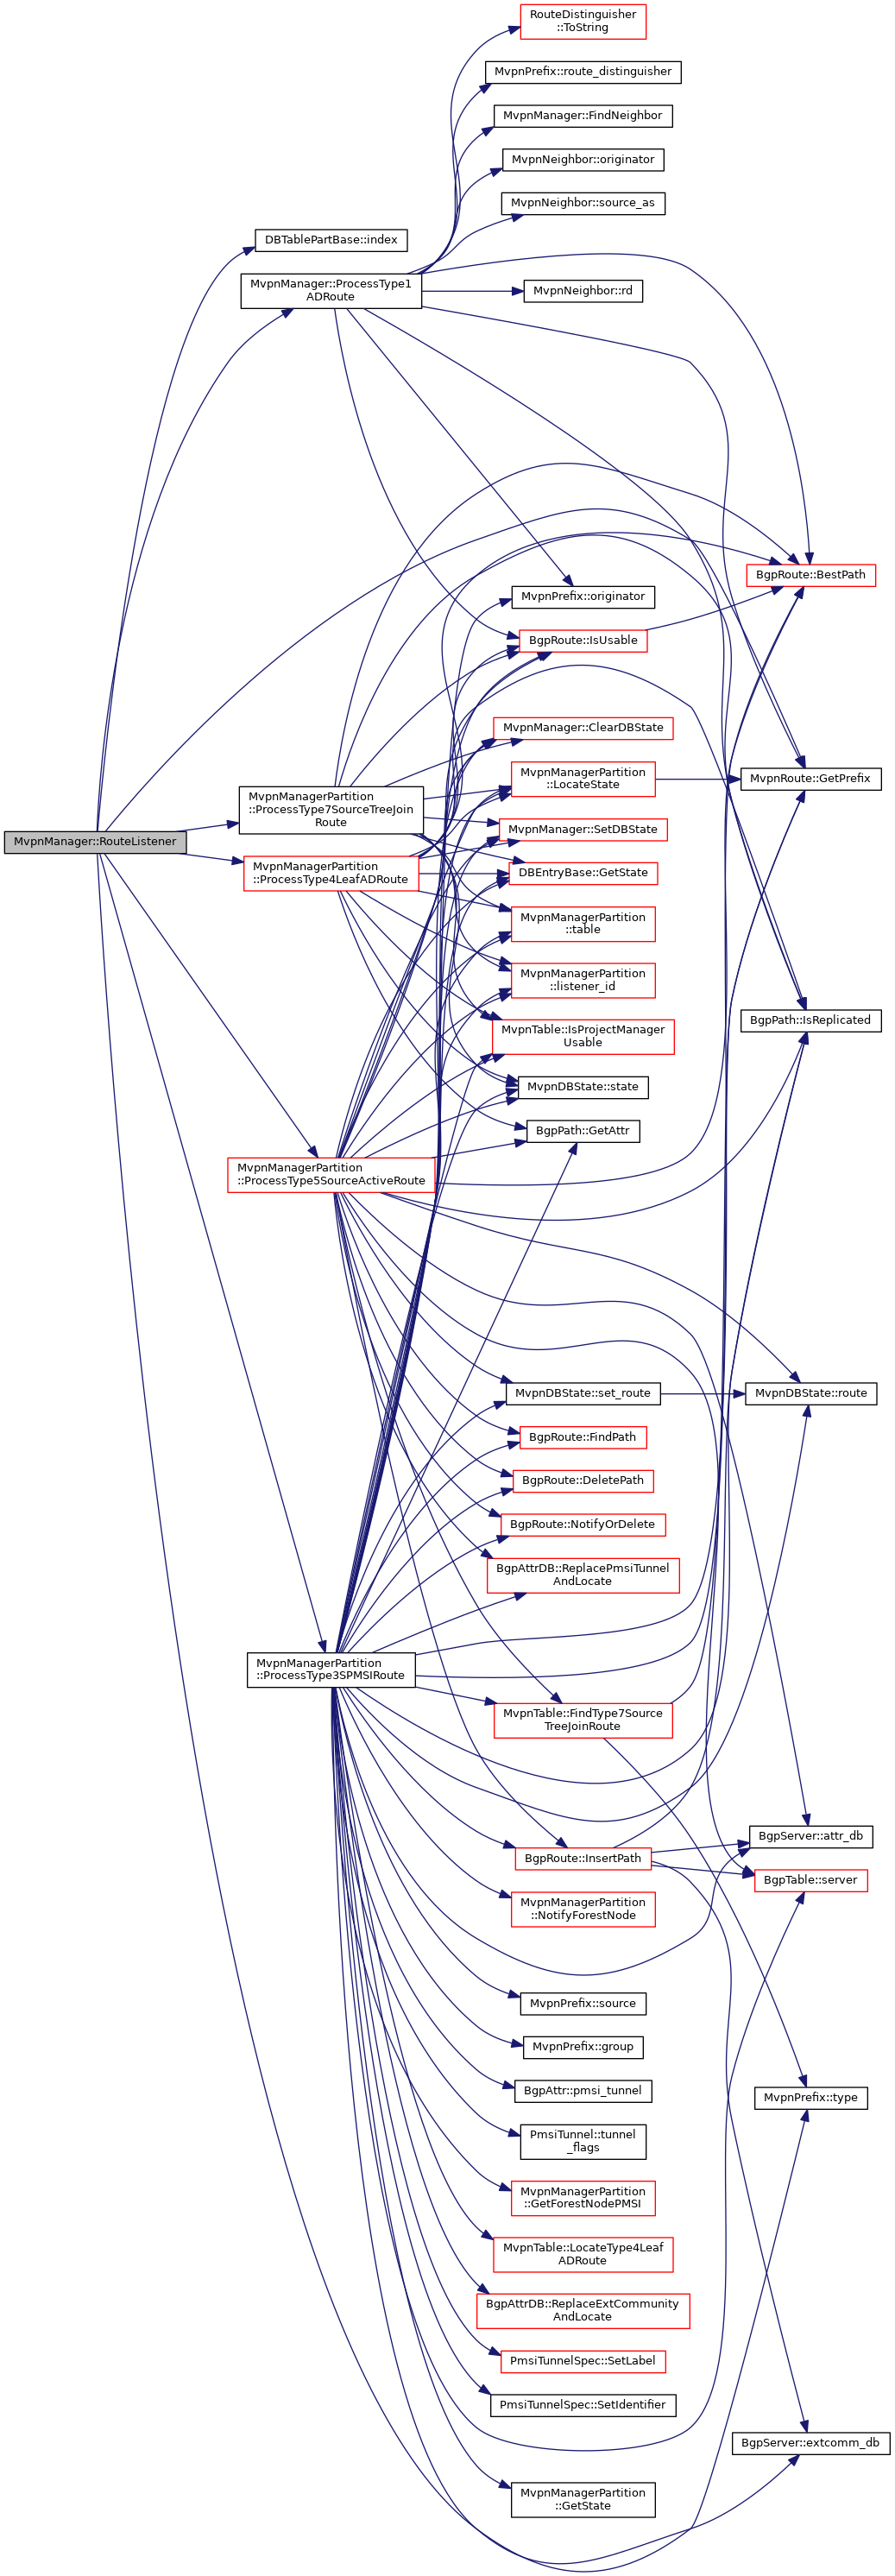 RouteDistinguisher
::ToString
MvpnPrefix::route_distinguisher
MvpnManager::FindNeighbor
MvpnNeighbor::originator
MvpnNeighbor::source_as
DBTablePartBase::index
MvpnManager::ProcessType1
ADRoute
MvpnNeighbor::rd
BgpRoute::BestPath
MvpnPrefix::originator
BgpRoute::IsUsable
MvpnManager::ClearDBState
MvpnManagerPartition
::LocateState
MvpnRoute::GetPrefix
MvpnManagerPartition
::ProcessType7SourceTreeJoin
Route
MvpnManager::SetDBState
MvpnManager::RouteListener
MvpnManagerPartition
::ProcessType4LeafADRoute
DBEntryBase::GetState
MvpnManagerPartition
::table
MvpnManagerPartition
::listener_id
BgpPath::IsReplicated
MvpnTable::IsProjectManager
Usable
MvpnDBState::state
BgpPath::GetAttr
MvpnManagerPartition
::ProcessType5SourceActiveRoute
MvpnDBState::set_route
MvpnDBState::route
BgpRoute::FindPath
BgpRoute::DeletePath
BgpRoute::NotifyOrDelete
BgpAttrDB::ReplacePmsiTunnel
AndLocate
MvpnManagerPartition
::ProcessType3SPMSIRoute
MvpnTable::FindType7Source
TreeJoinRoute
BgpServer::attr_db
BgpRoute::InsertPath
BgpTable::server
MvpnManagerPartition
::NotifyForestNode
MvpnPrefix::source
MvpnPrefix::group
BgpAttr::pmsi_tunnel
MvpnPrefix::type
PmsiTunnel::tunnel
_flags
MvpnManagerPartition
::GetForestNodePMSI
MvpnTable::LocateType4Leaf
ADRoute
BgpAttrDB::ReplaceExtCommunity
AndLocate
PmsiTunnelSpec::SetLabel
PmsiTunnelSpec::SetIdentifier
BgpServer::extcomm_db
MvpnManagerPartition
::GetState